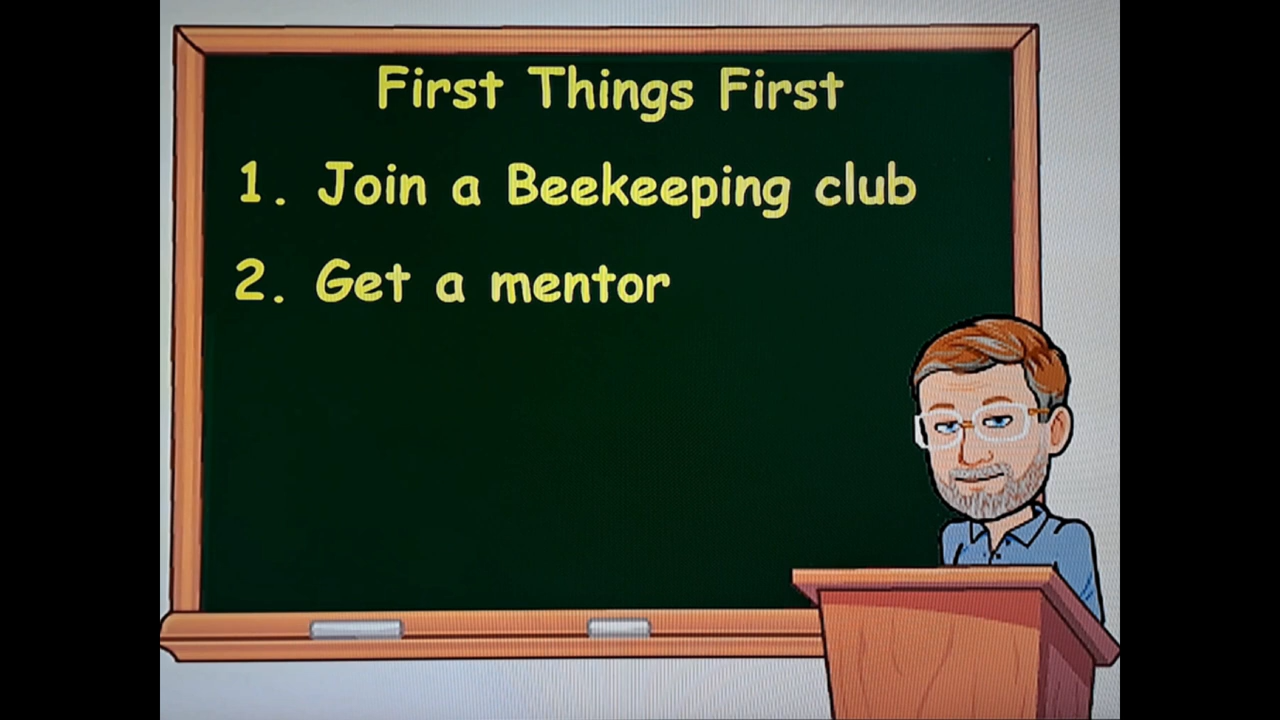 First Things First
1. Join a Beekeeping club
2. Get a mentor